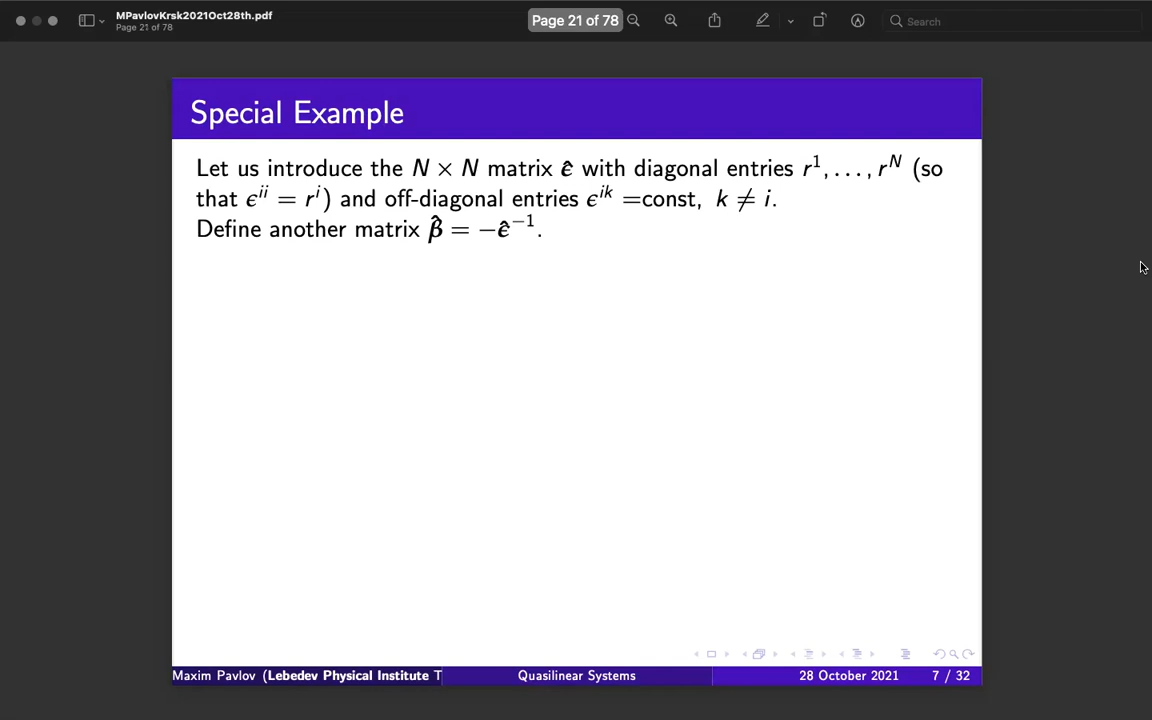 MPavlovKrsk2021Oct28th.pdf
Page 21 of 78
Page 21 of 78
Search
Special Example
Let us introduce the N × N matrix ε̂ with diagonal entries r¹, . . . , rᴺ (so
that ϵⁱⁱ = rⁱ) and off-diagonal entries ϵⁱᵏ =const, k ≠ i.
Define another matrix β̂ = −ε̂⁻¹.
Maxim Pavlov (Lebedev Physical Institute T
Quasilinear Systems
28 October 2021
7 / 32